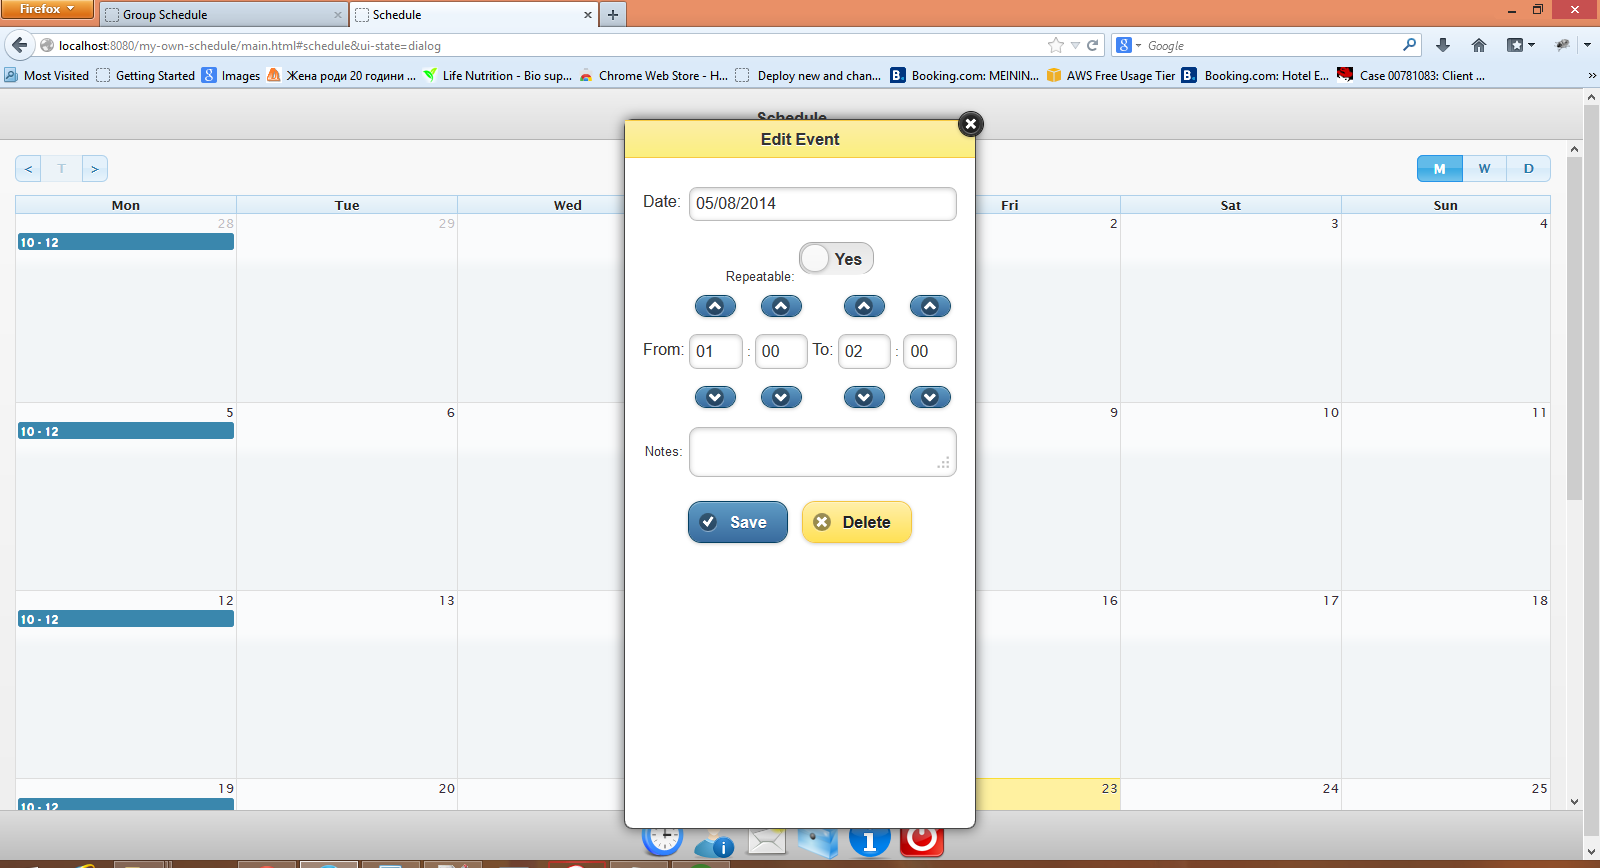 Firefox
Group Schedule
Schedule
localhost:8080/my-own-schedule/main.html#schedule&ui-state=dialog
Google
Most Visited
Getting Started
Images
Жена роди 20 години ...
Life Nutrition - Bio sup...
Chrome Web Store - H...
Deploy new and chan...
Booking.com: MEININ...
AWS Free Usage Tier
Booking.com: Hotel E...
Case 00781083: Client ...
Schedule
Edit Event
< T >
M W D
Mon Tue Wed Fri Sat Sun
28 29 2 3 4
10 - 12
5 6 9 10 11
10 - 12
12 13 16 17 18
10 - 12
19 20 23 24 25
10 - 12
Date: 05/08/2014
Repeatable: Yes
From: 01 : 00 To: 02 : 00
Notes:
Save Delete